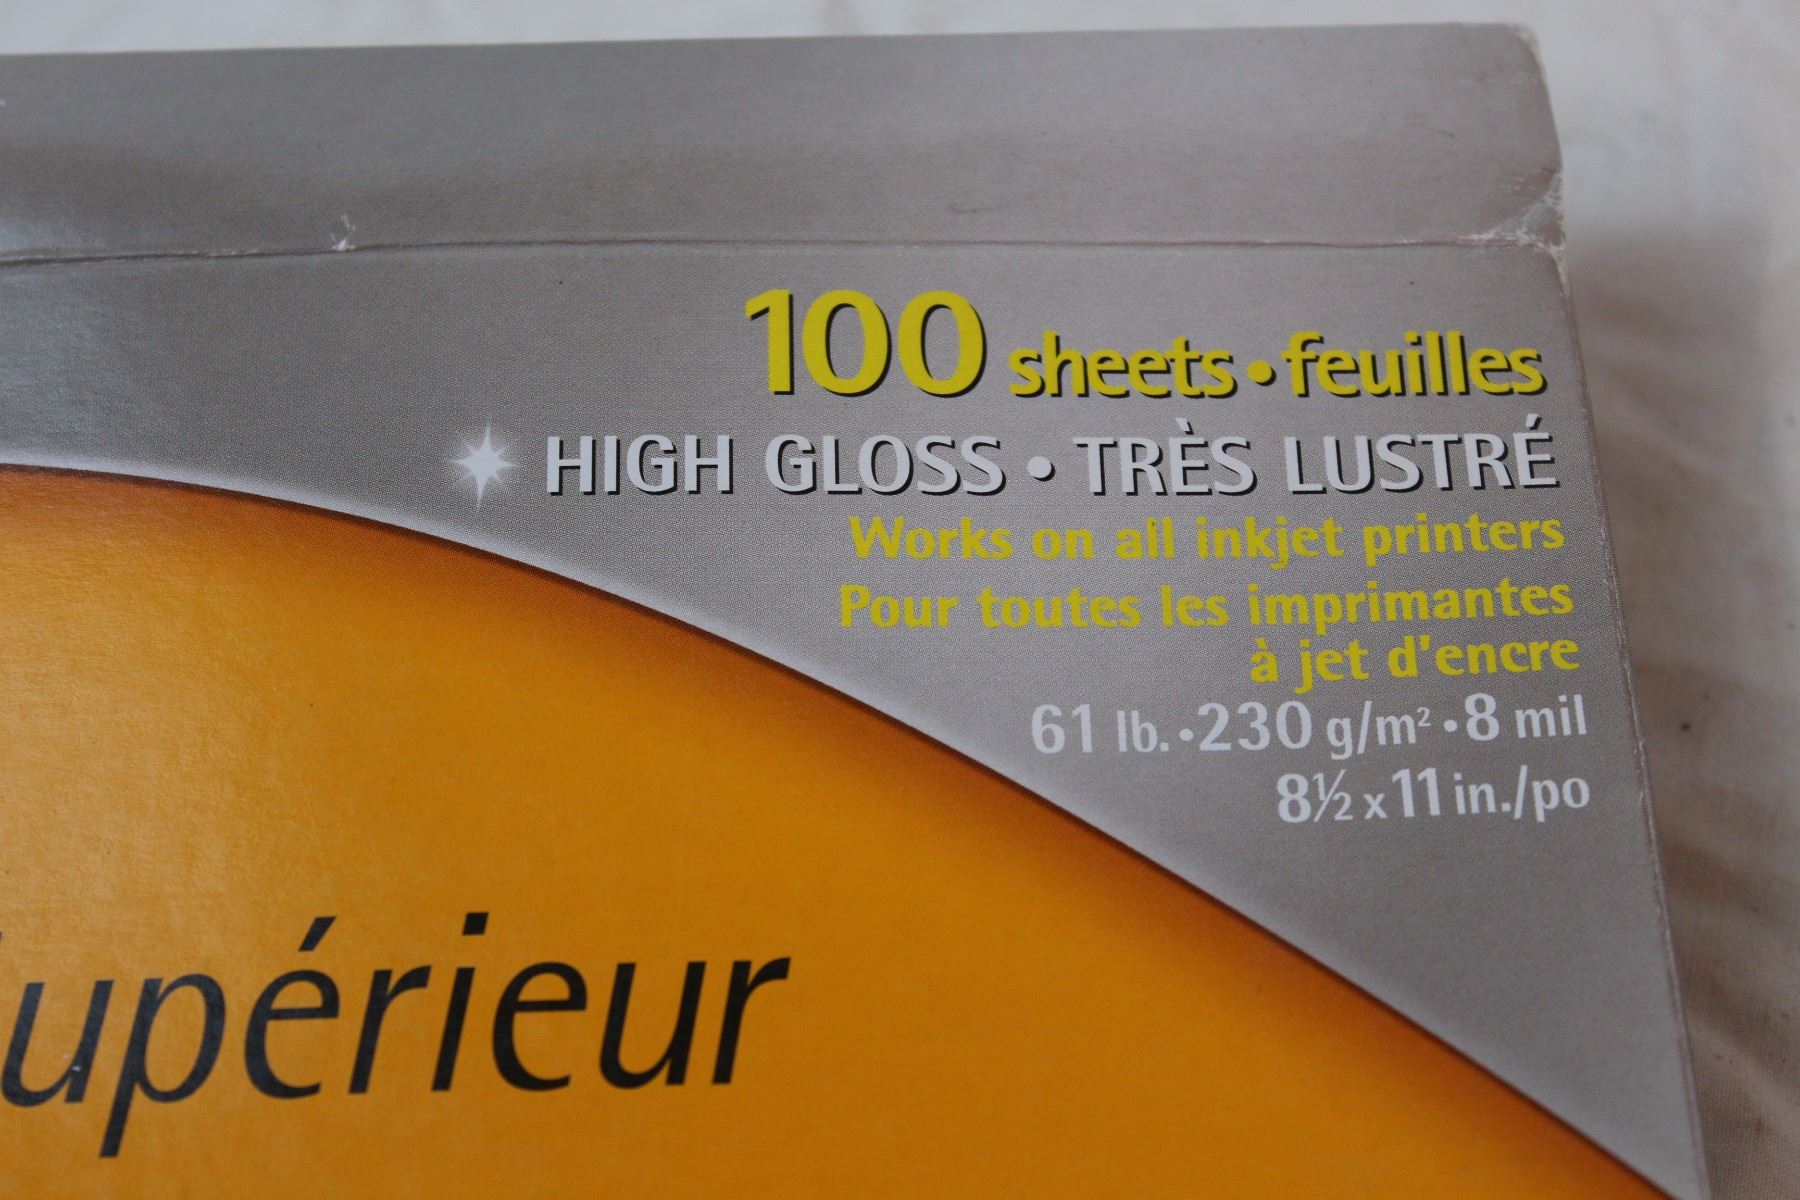 100 sheets•feuilles
HIGH GLOSS • TRÈS LUSTRÉ
Works on all inkjet printers
Pour toutes les imprimantes
à jet d'encre
61 lb.•230 g/m²•8 mil
8½ x 11 in./po
upérieur